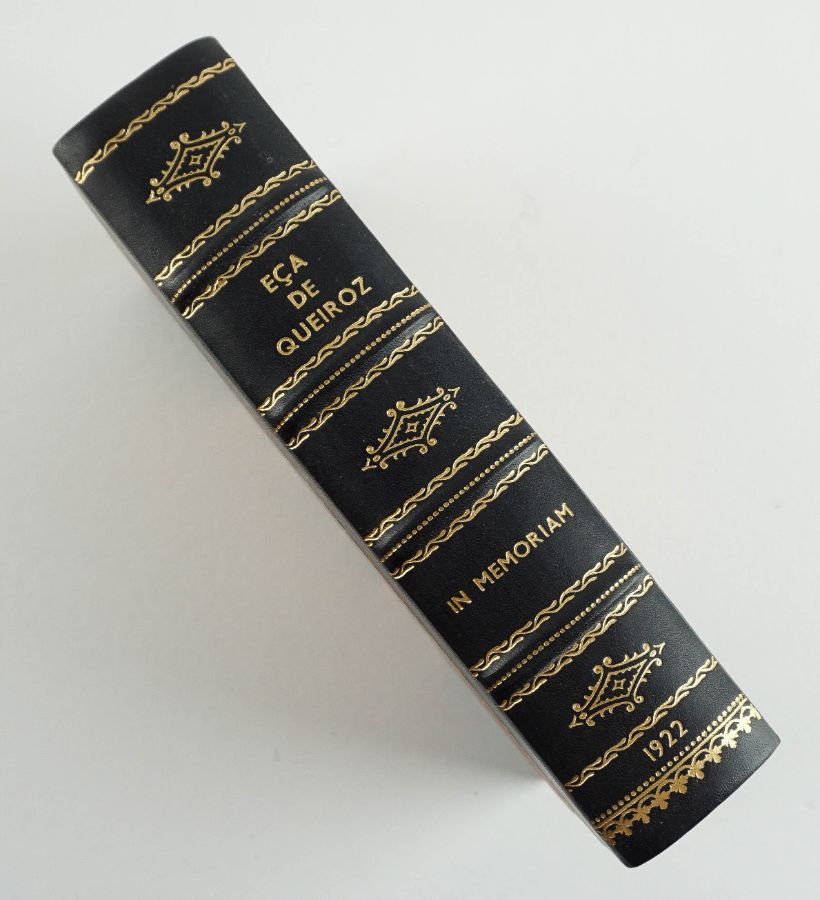 EÇA
DE
QUEIROZ
IN MEMORIAM
1922